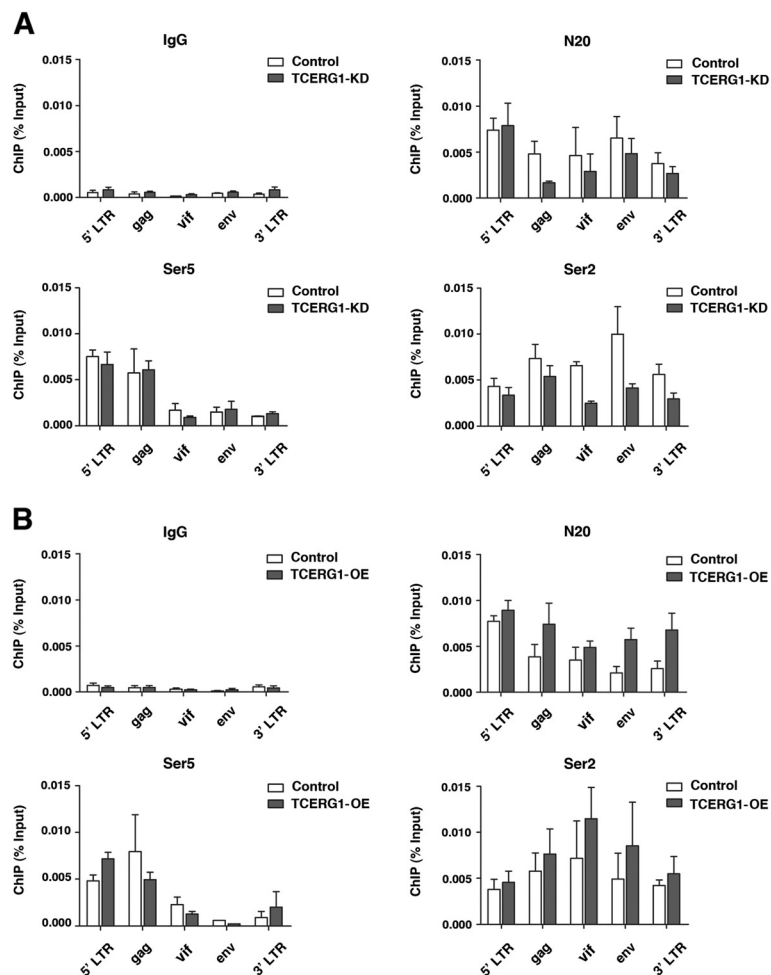 A
IgG
Control
TCERG1-KD
ChIP (% Input)
0.015
0.010
0.005
0.000
5' LTR
gag
vif
env
3' LTR
N20
Control
TCERG1-KD
ChIP (% Input)
0.015
0.010
0.005
0.000
5' LTR
gag
vif
env
3' LTR
Ser5
Control
TCERG1-KD
ChIP (% Input)
0.015
0.010
0.005
0.000
5' LTR
gag
vif
env
3' LTR
Ser2
Control
TCERG1-KD
ChIP (% Input)
0.015
0.010
0.005
0.000
5' LTR
gag
vif
env
3' LTR
B
IgG
Control
TCERG1-OE
ChIP (% Input)
0.015
0.010
0.005
0.000
5' LTR
gag
vif
env
3' LTR
N20
Control
TCERG1-OE
ChIP (% Input)
0.015
0.010
0.005
0.000
5' LTR
gag
vif
env
3' LTR
Ser5
Control
TCERG1-OE
ChIP (% Input)
0.015
0.010
0.005
0.000
5' LTR
gag
vif
env
3' LTR
Ser2
Control
TCERG1-OE
ChIP (% Input)
0.015
0.010
0.005
0.000
5' LTR
gag
vif
env
3' LTR